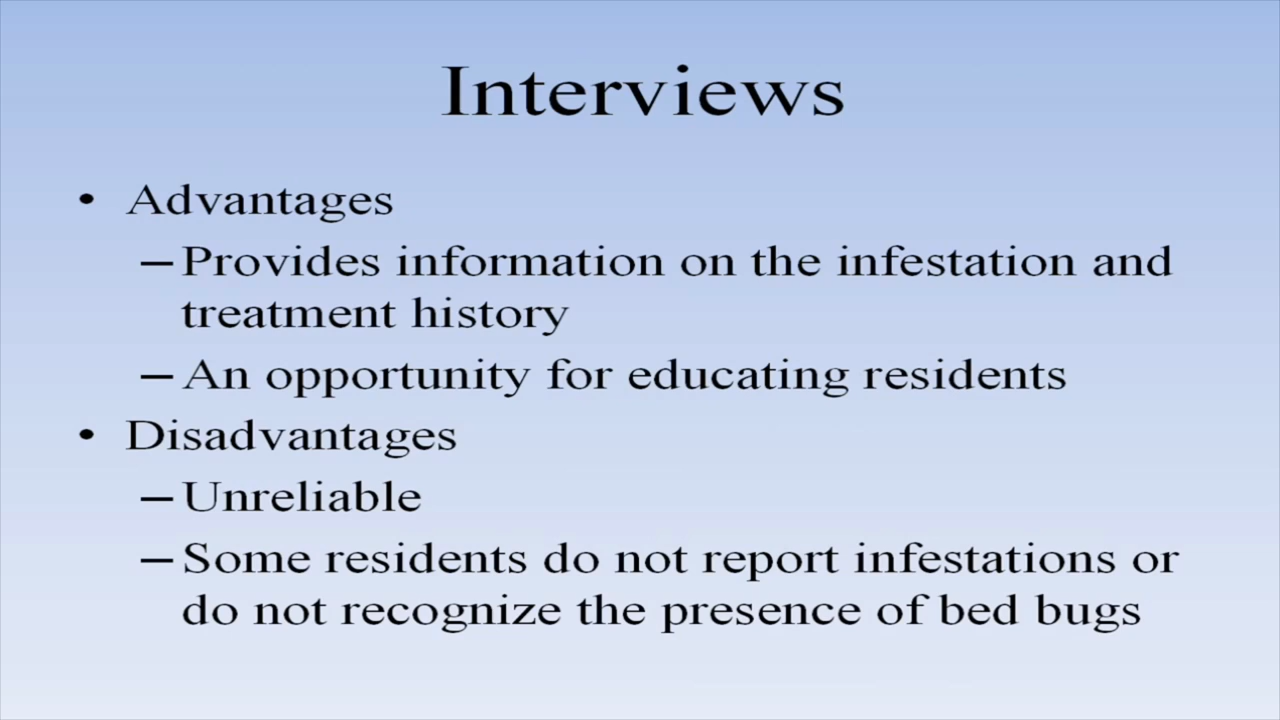 Interviews
• Advantages
– Provides information on the infestation and
treatment history
– An opportunity for educating residents
• Disadvantages
– Unreliable
– Some residents do not report infestations or
do not recognize the presence of bed bugs